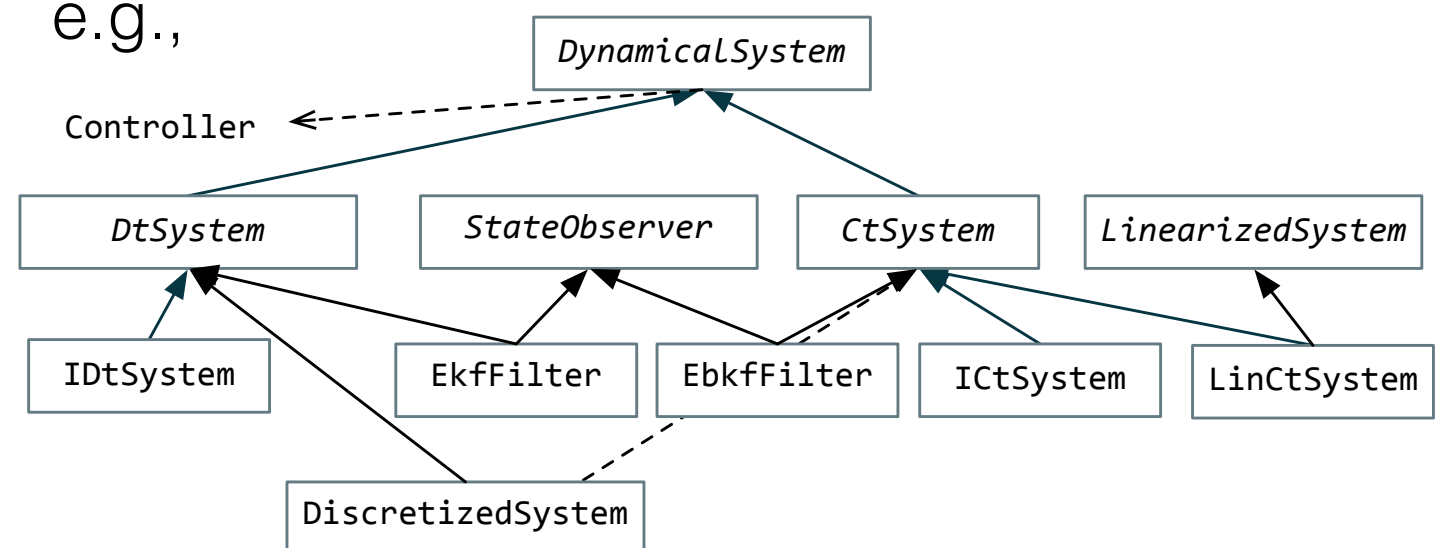 e.g.,
DynamicalSystem
Controller
DtSystem
StateObserver
CtSystem
LinearizedSystem
IDtSystem
EkfFilter
EbkfFilter
ICtSystem
LinCtSystem
DiscretizedSystem